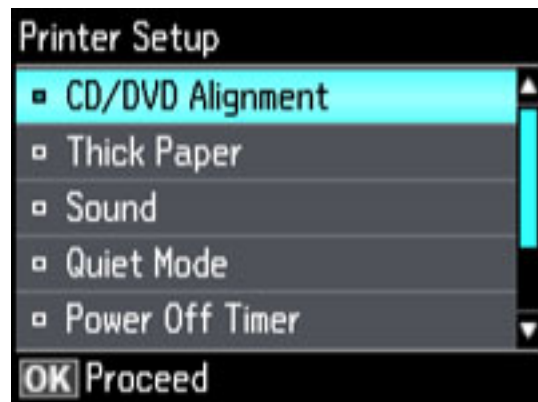 Printer Setup
CD/DVD Alignment
Thick Paper
Sound
Quiet Mode
Power Off Timer
OK Proceed